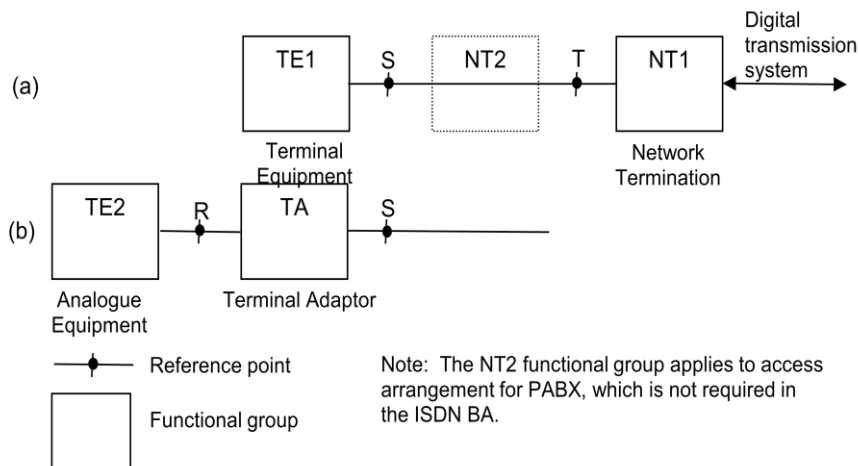 (a)
TE1
S
NT2
T
NT1
Digital
transmission
system
Terminal
Equipment
Network
Termination
(b)
TE2
R
TA
S
Analogue
Equipment
Terminal Adaptor
Reference point
Functional group
Note: The NT2 functional group applies to access
arrangement for PABX, which is not required in
the ISDN BA.